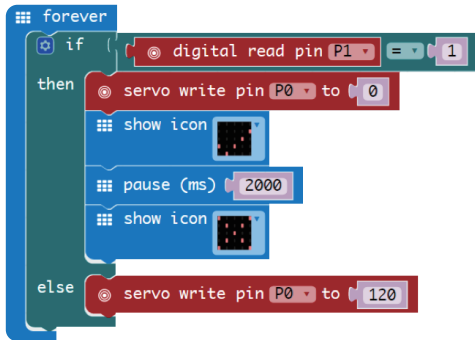 forever
if digital read pin P1 = 1
then servo write pin P0 to 0
show icon
pause (ms) 2000
show icon
else servo write pin P0 to 120